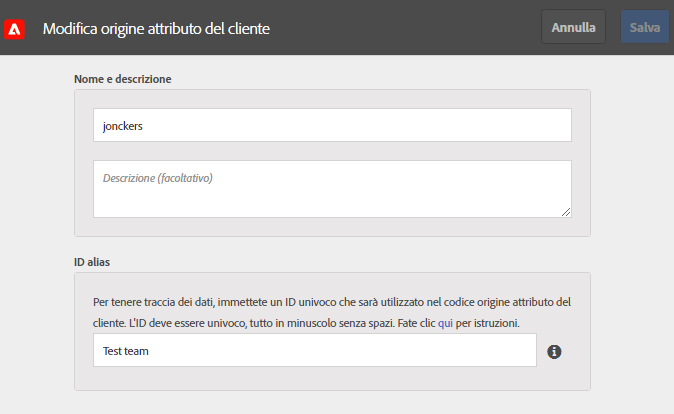 Modifica origine attributo del cliente
Annulla
Salva
Nome e descrizione
jonckers
Descrizione (facoltativo)
ID alias
Per tenere traccia dei dati, immettete un ID univoco che sarà utilizzato nel codice origine attributo del
cliente. L'ID deve essere univoco, tutto in minuscolo senza spazi. Fate clic qui per istruzioni.
Test team